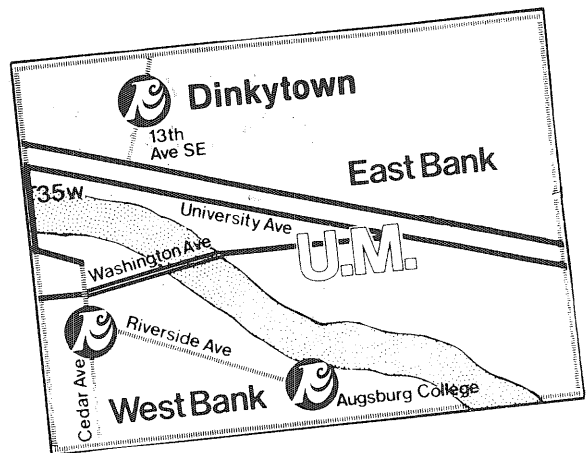 Dinkytown
13th
Ave SE
East Bank
35W
University Ave
Washington Ave
U.M.
Riverside Ave
Cedar Ave
West Bank
Augsburg College